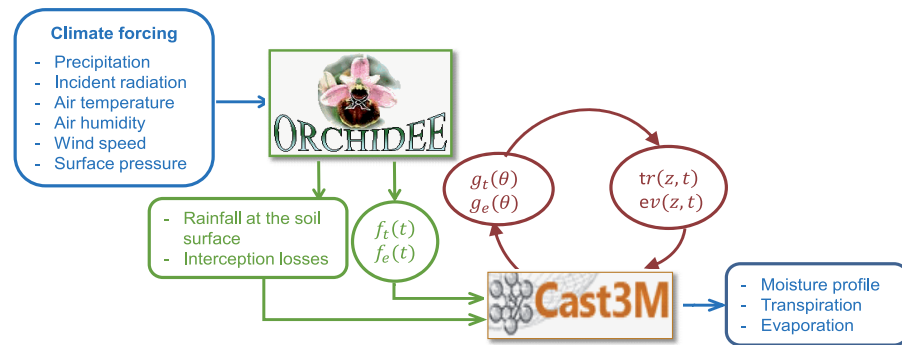 Climate forcing
- Precipitation
- Incident radiation
- Air temperature
- Air humidity
- Wind speed
- Surface pressure
ORCHIDEE
- Rainfall at the soil
surface
- Interception losses
f_t(t)
f_e(t)
g_t(θ)
g_e(θ)
tr(z, t)
ev(z, t)
Cast3M
- Moisture profile
- Transpiration
- Evaporation